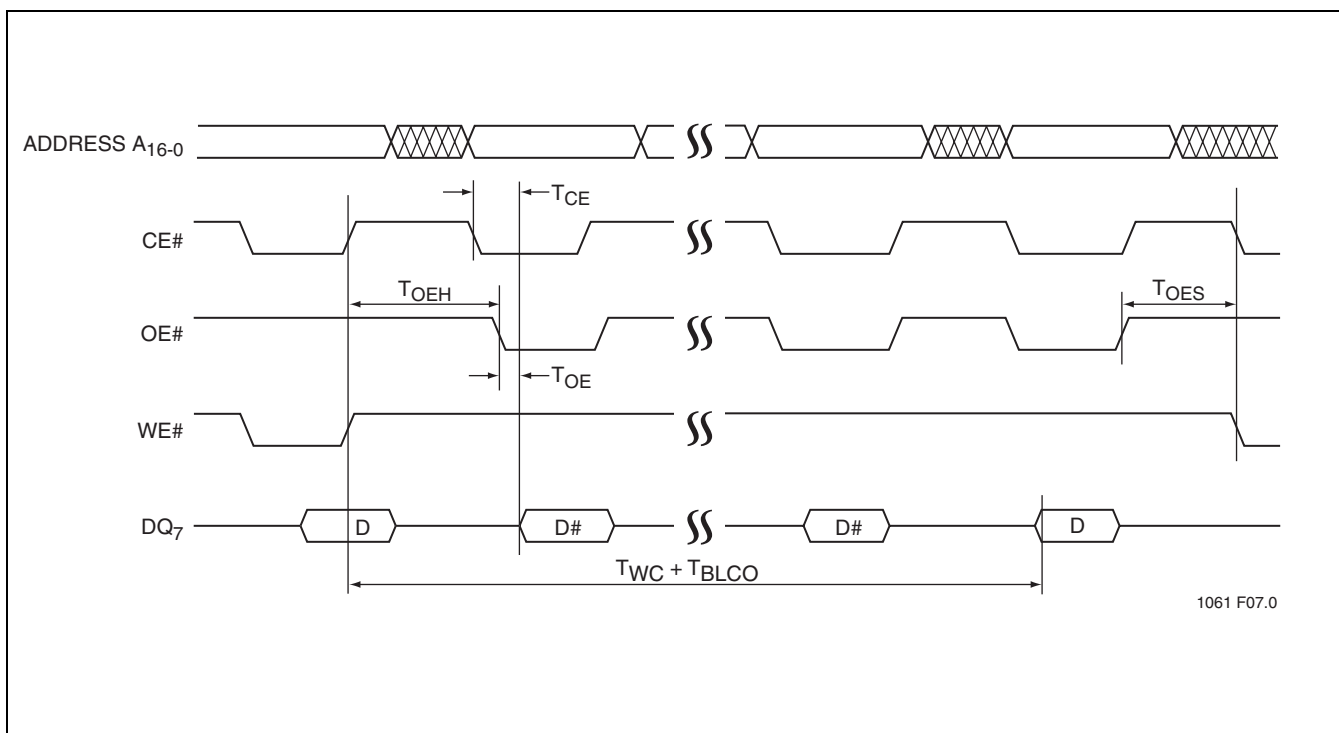 ADDRESS A16-0
TCE
CE#
TOEH
TOES
OE#
TOE
WE#
DQ7
D
D#
D#
D
TWC + TBLCO
1061 F07.0